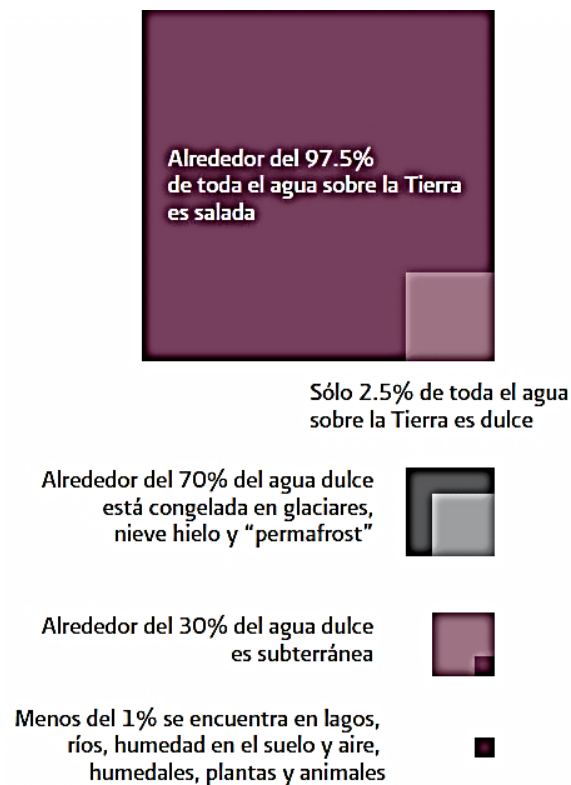 Alrededor del 97.5%
de toda el agua sobre la Tierra
es salada
Sólo 2.5% de toda el agua
sobre la Tierra es dulce
Alrededor del 70% del agua dulce
está congelada en glaciares,
nieve hielo y “permafrost”
Alrededor del 30% del agua dulce
es subterránea
Menos del 1% se encuentra en lagos,
ríos, humedad en el suelo y aire,
humedales, plantas y animales